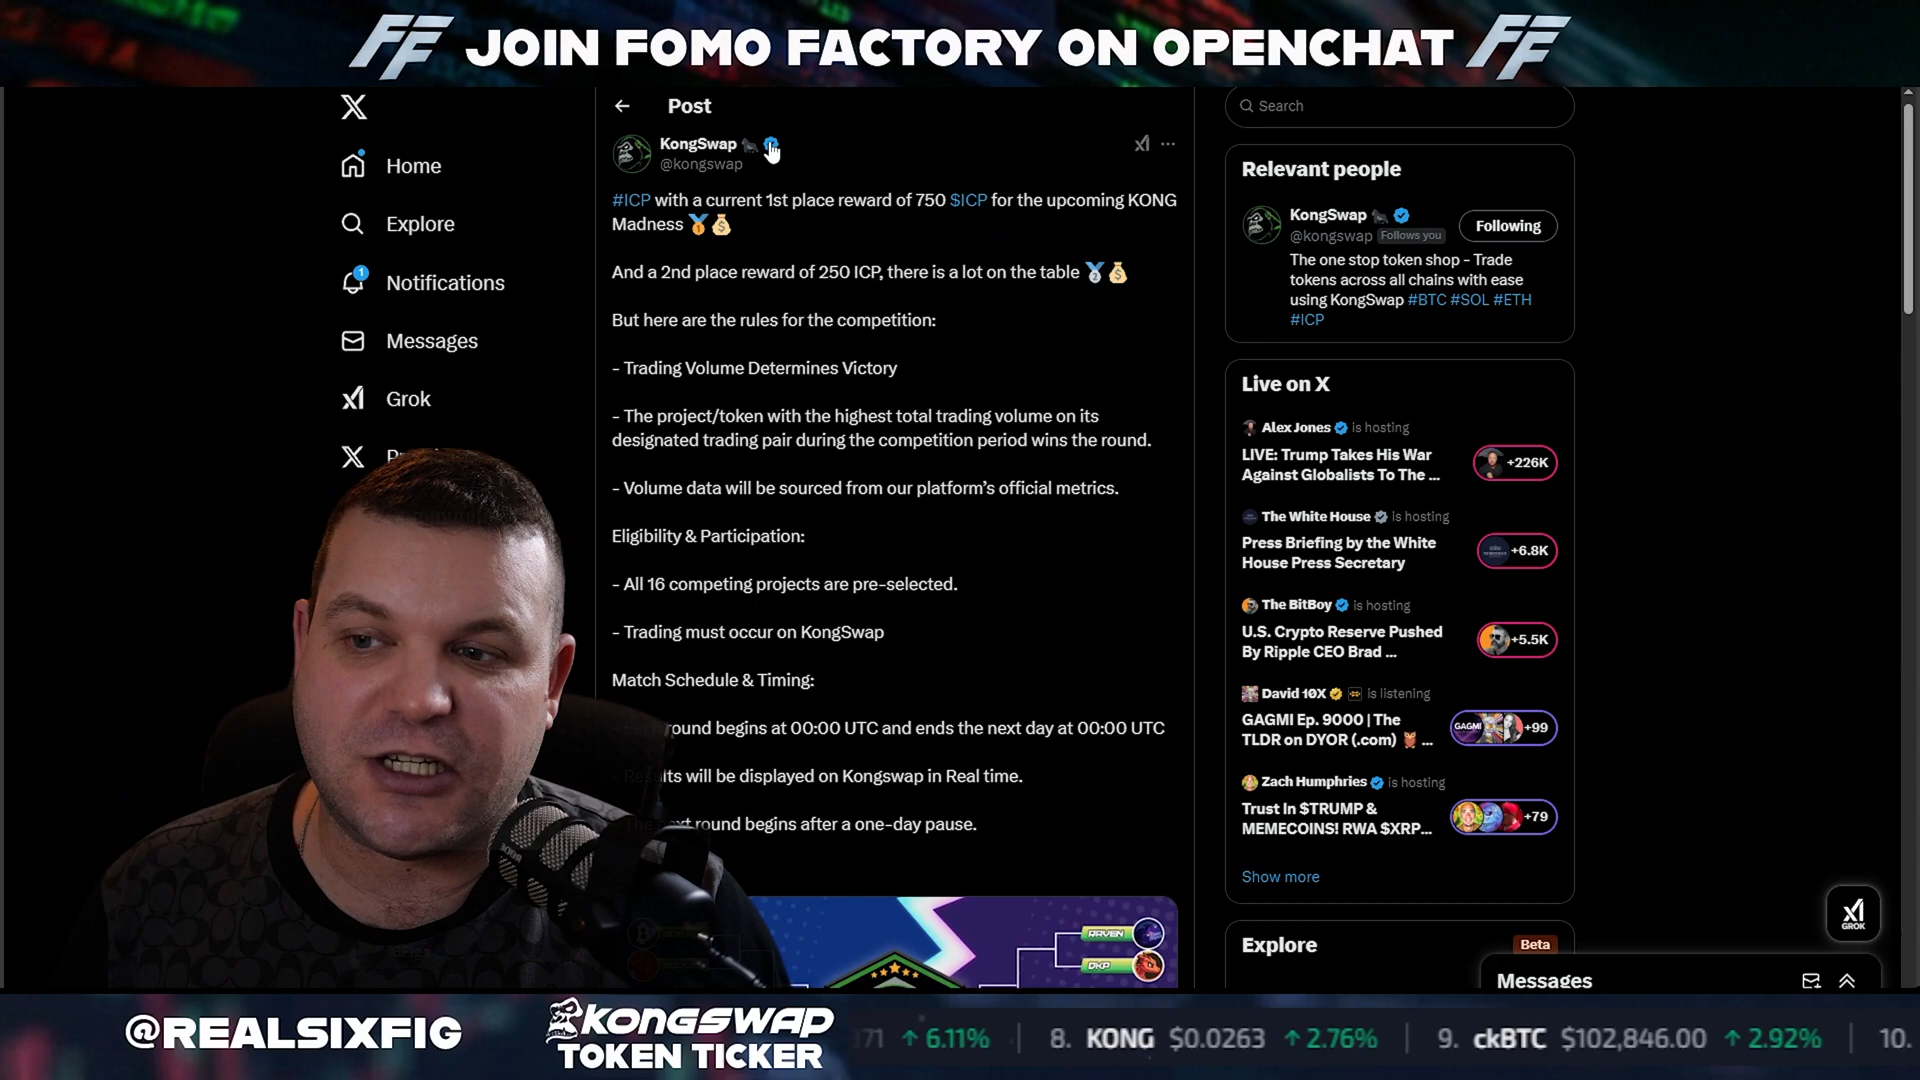 JOIN FOMO FACTORY ON OPENCHAT
Post
Search
KongSwap
@kongswap
#ICP with a current 1st place reward of 750 $ICP for the upcoming KONG
Madness
And a 2nd place reward of 250 ICP, there is a lot on the table
But here are the rules for the competition:
- Trading Volume Determines Victory
- The project/token with the highest total trading volume on its
designated trading pair during the competition period wins the round.
- Volume data will be sourced from our platform's official metrics.
Eligibility & Participation:
- All 16 competing projects are pre-selected.
- Trading must occur on KongSwap
Match Schedule & Timing:
round begins at 00:00 UTC and ends the next day at 00:00 UTC
- Results will be displayed on Kongswap in Real time.
next round begins after a one-day pause.
RAVEN
DKP
Home
Explore
1
Notifications
Messages
Grok
Relevant people
KongSwap
@kongswap Follows you
Following
The one stop token shop - Trade
tokens across all chains with ease
using KongSwap #BTC #SOL #ETH
#ICP
Live on X
Alex Jones is hosting
LIVE: Trump Takes His War
Against Globalists To The ...
+226K
The White House is hosting
Press Briefing by the White
House Press Secretary
+6.8K
The BitBoy is hosting
U.S. Crypto Reserve Pushed
By Ripple CEO Brad ...
+5.5K
David 10X is listening
GAGMI Ep. 9000 | The
TLDR on DYOR (.com) ...
GAGMI
+99
Zach Humphries is hosting
Trust In $TRUMP &
MEMECOINS! RWA $XRP...
+79
Show more
Explore
Beta
GROK
Messages
@REALSIXFIG
KONGSWAP
TOKEN TICKER
371 ↑ 6.11% | 8. KONG $0.0263 ↑ 2.76% | 9. ckBTC $102,846.00 ↑ 2.92% | 10.